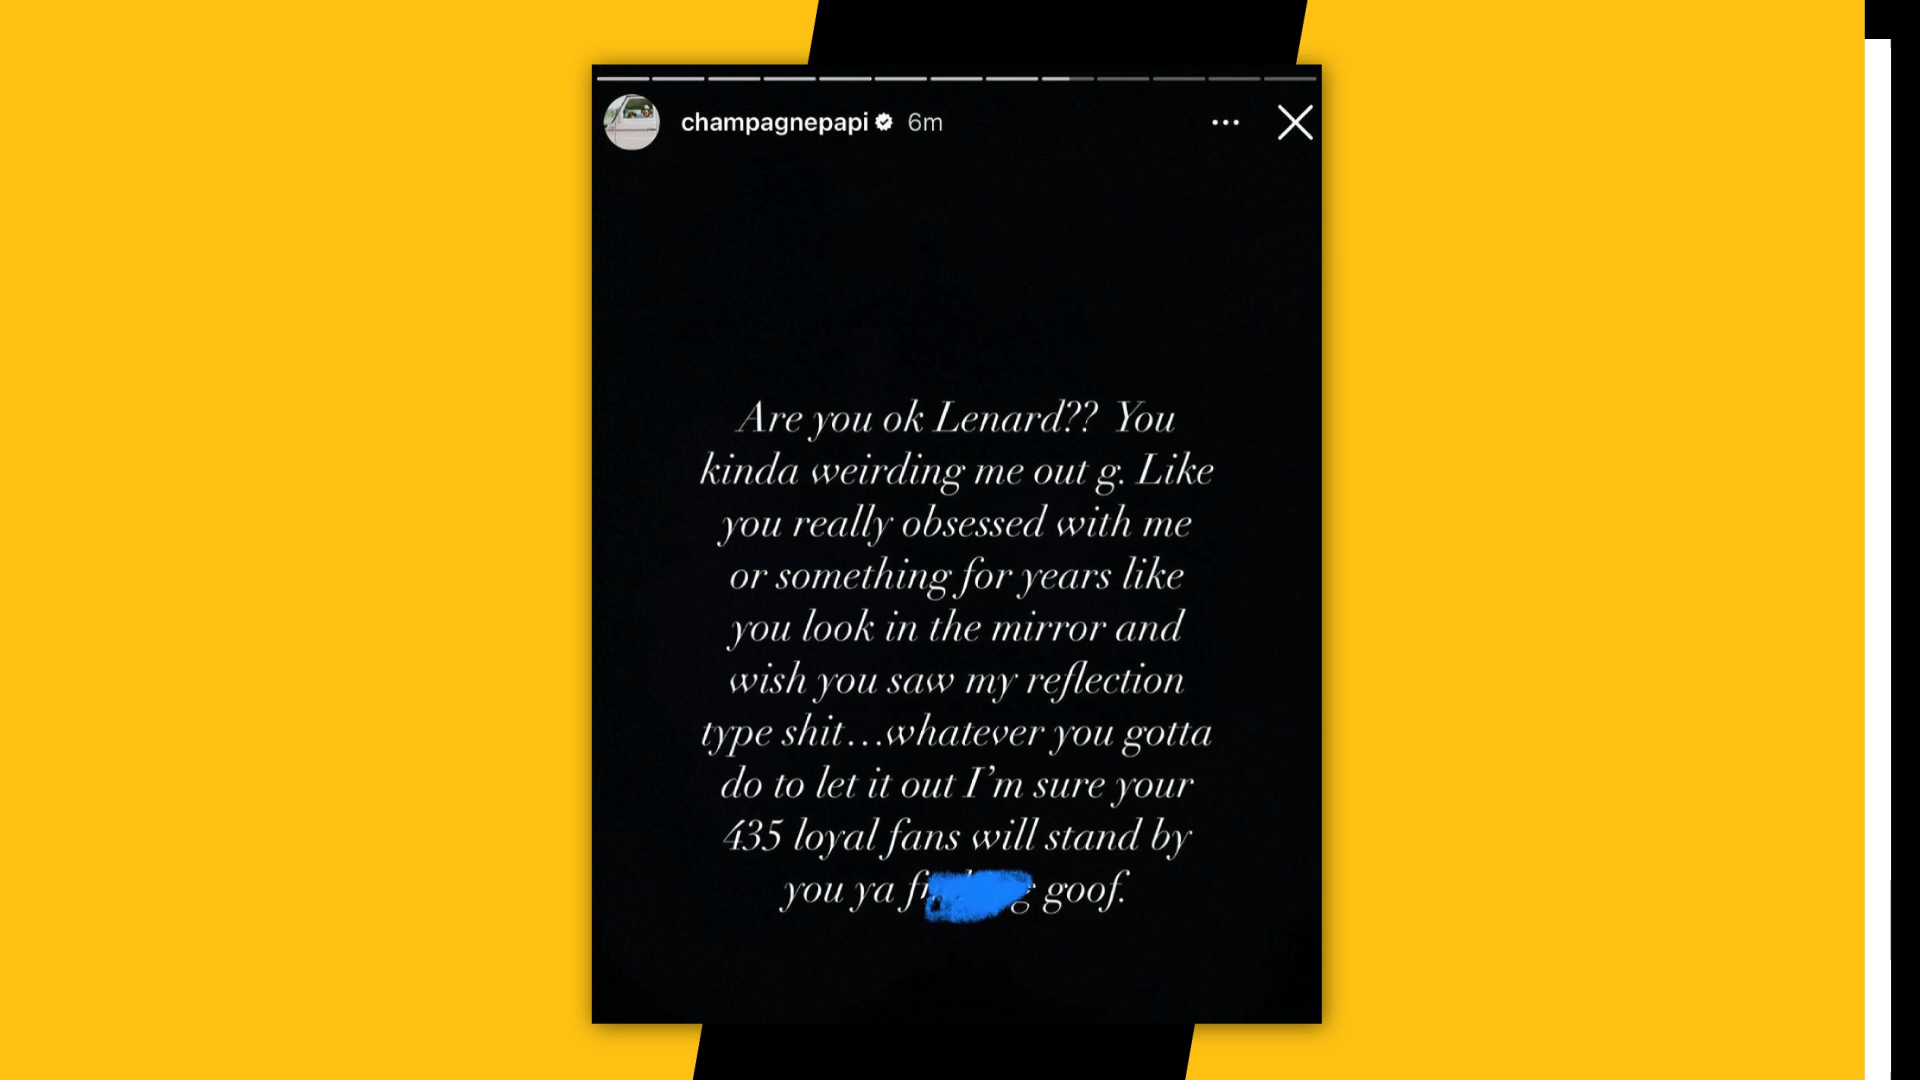 champagnepapi 6m
Are you ok Lenard?? You
kinda weirding me out g. Like
you really obsessed with me
or something for years like
you look in the mirror and
wish you saw my reflection
type shit...whatever you gotta
do to let it out I'm sure your
435 loyal fans will stand by
you ya goof.